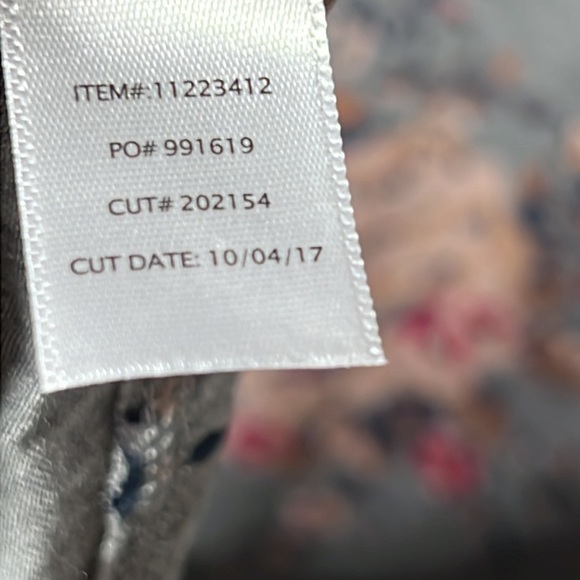 ITEM#:11223412
PO# 991619
CUT# 202154
CUT DATE: 10/04/17